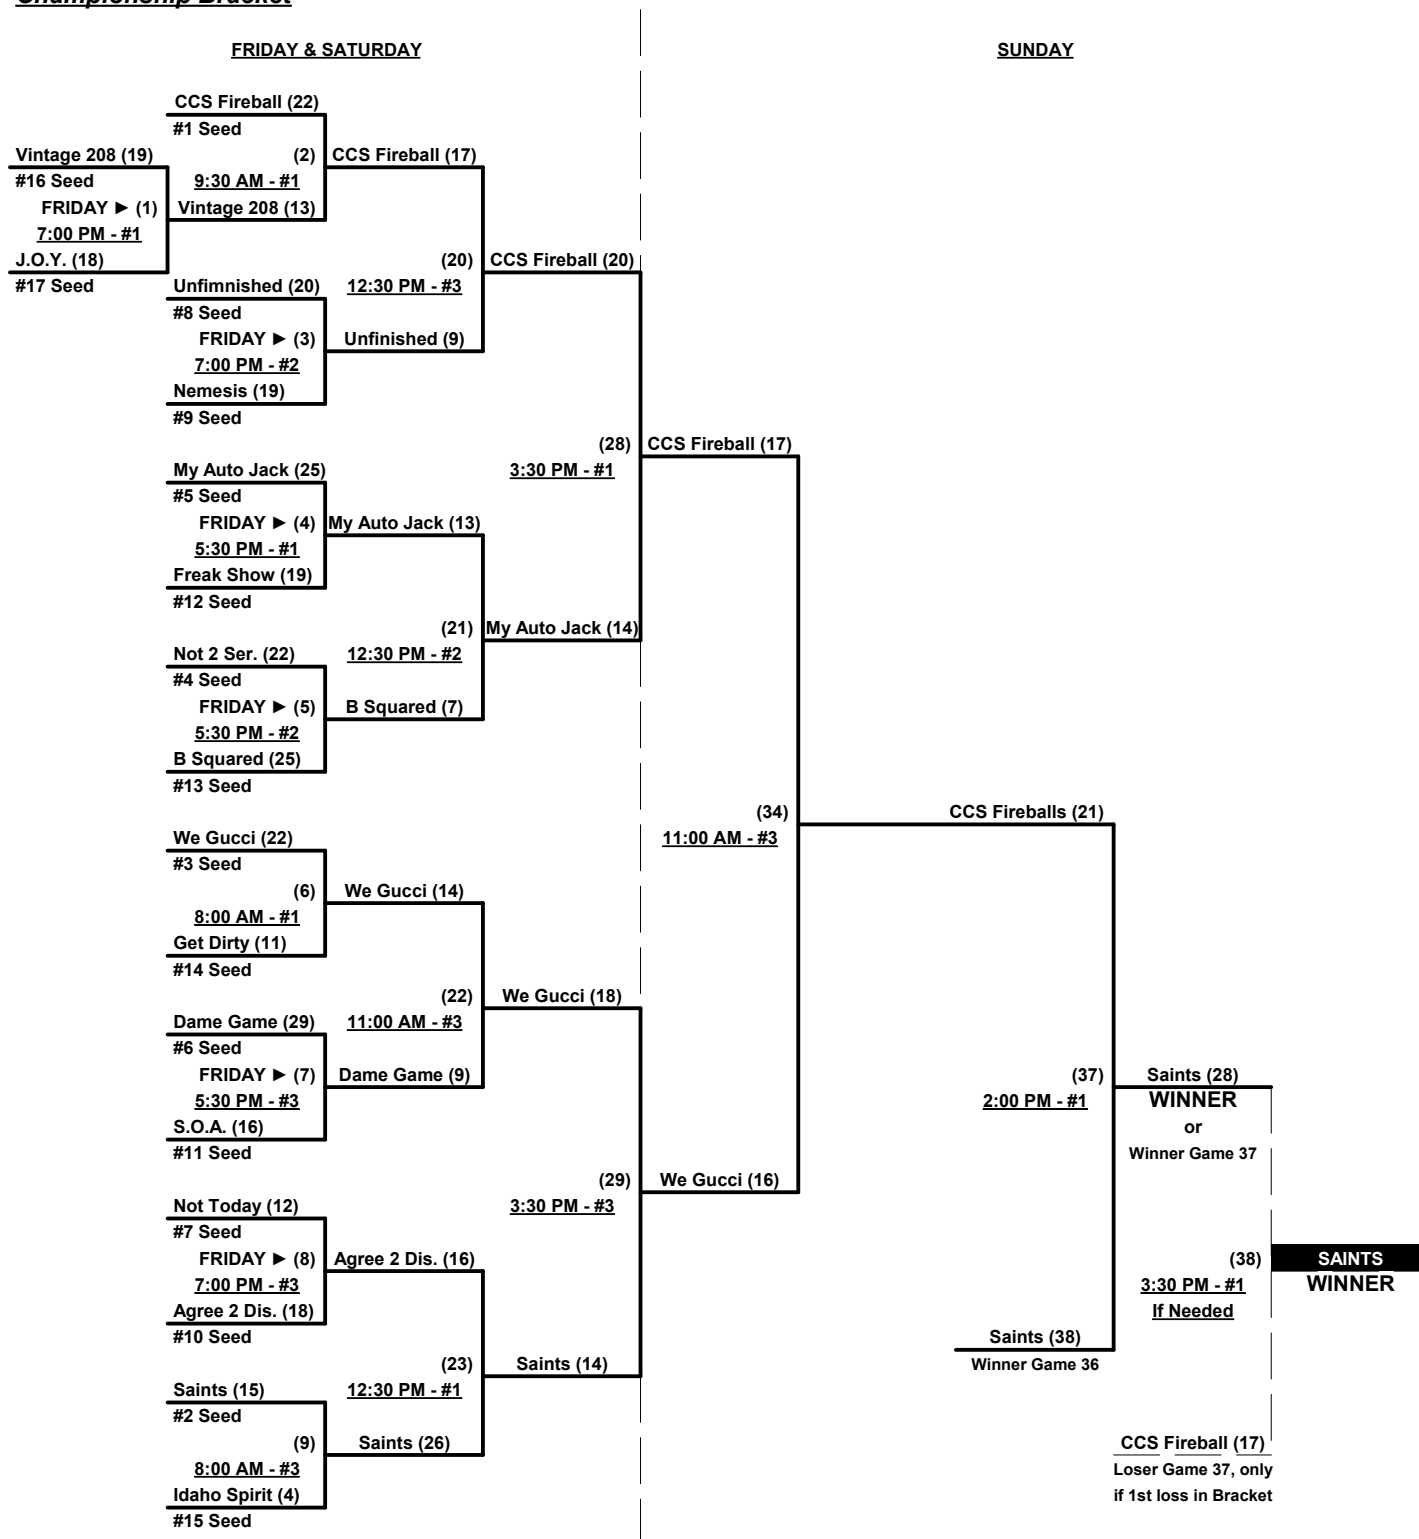 Championship Bracket
FRIDAY & SATURDAY
SUNDAY
CCS Fireball (22)
#1 Seed
Vintage 208 (19)
(2)
CCS Fireball (17)
#16 Seed
9:30 AM - #1
FRIDAY ► (1)
Vintage 208 (13)
7:00 PM - #1
J.O.Y. (18)
(20)
CCS Fireball (20)
#17 Seed
Unfimnished (20)
12:30 PM - #3
#8 Seed
FRIDAY ► (3)
Unfinished (9)
7:00 PM - #2
Nemesis (19)
#9 Seed
(28)
CCS Fireball (17)
My Auto Jack (25)
3:30 PM - #1
#5 Seed
FRIDAY ► (4)
My Auto Jack (13)
5:30 PM - #1
Freak Show (19)
#12 Seed
(21)
My Auto Jack (14)
Not 2 Ser. (22)
12:30 PM - #2
#4 Seed
FRIDAY ► (5)
B Squared (7)
5:30 PM - #2
B Squared (25)
#13 Seed
(34)
CCS Fireballs (21)
We Gucci (22)
11:00 AM - #3
#3 Seed
(6)
We Gucci (14)
8:00 AM - #1
Get Dirty (11)
#14 Seed
(22)
We Gucci (18)
Dame Game (29)
11:00 AM - #3
#6 Seed
FRIDAY ► (7)
Dame Game (9)
(37)
Saints (28)
5:30 PM - #3
2:00 PM - #1
WINNER
S.O.A. (16)
or
#11 Seed
Winner Game 37
(29)
We Gucci (16)
Not Today (12)
3:30 PM - #3
#7 Seed
FRIDAY ► (8)
Agree 2 Dis. (16)
(38)
SAINTS
7:00 PM - #3
3:30 PM - #1
WINNER
Agree 2 Dis. (18)
If Needed
#10 Seed
Saints (38)
(23)
Saints (14)
Winner Game 36
Saints (15)
12:30 PM - #1
#2 Seed
(9)
Saints (26)
CCS Fireball (17)
8:00 AM - #3
Loser Game 37, only
Idaho Spirit (4)
if 1st loss in Bracket
#15 Seed